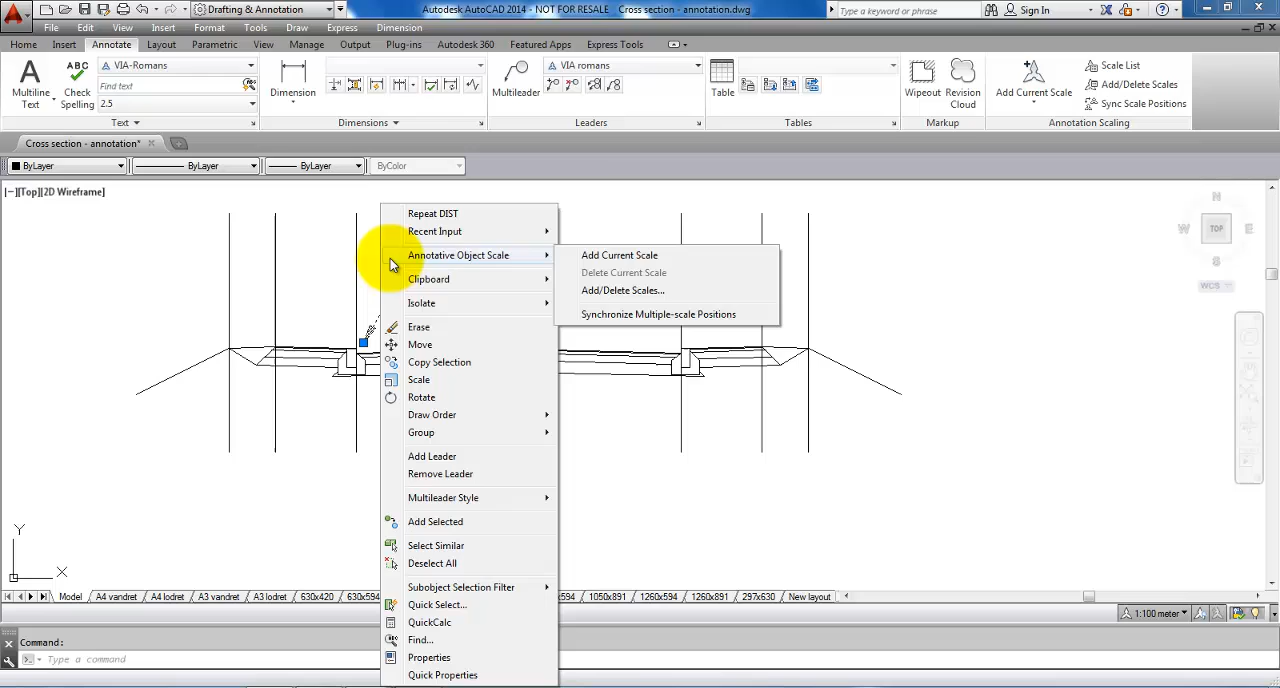 Drafting & Annotation
Autodesk AutoCAD 2014 - NOT FOR RESALE Cross section - annotation.dwg
Type a keyword or phrase
Sign In
File Edit View Insert Format Tools Draw Express Dimension
Home Insert Annotate Layout Parametric View Manage Output Plug-ins Autodesk 360 Featured Apps Express Tools
Multiline Text
ABC Check Spelling
VIA-Romans
Find text
2.5
Dimension
Multileader
VIA romans
Table
Wipeout
Revision Cloud
Add Current Scale
Scale List
Add/Delete Scales
Sync Scale Positions
Text
Dimensions
Leaders
Tables
Markup
Annotation Scaling
Cross section - annotation*
ByLayer
ByLayer
ByLayer
ByColor
[−][Top][2D Wireframe]
N
W TOP E
S
WCS
Repeat DIST
Recent Input
Annotative Object Scale
Clipboard
Isolate
Erase
Move
Copy Selection
Scale
Rotate
Draw Order
Group
Add Leader
Remove Leader
Multileader Style
Add Selected
Select Similar
Deselect All
Subobject Selection Filter
Quick Select...
QuickCalc
Find...
Properties
Quick Properties
Add Current Scale
Delete Current Scale
Add/Delete Scales...
Synchronize Multiple-scale Positions
Y
X
Model A4 vandret A4 lodret A3 vandret A3 lodret 630x420 630x594 x594 1050x891 1260x594 1260x891 297x630 New layout
1:100 meter
Command:
Type a command